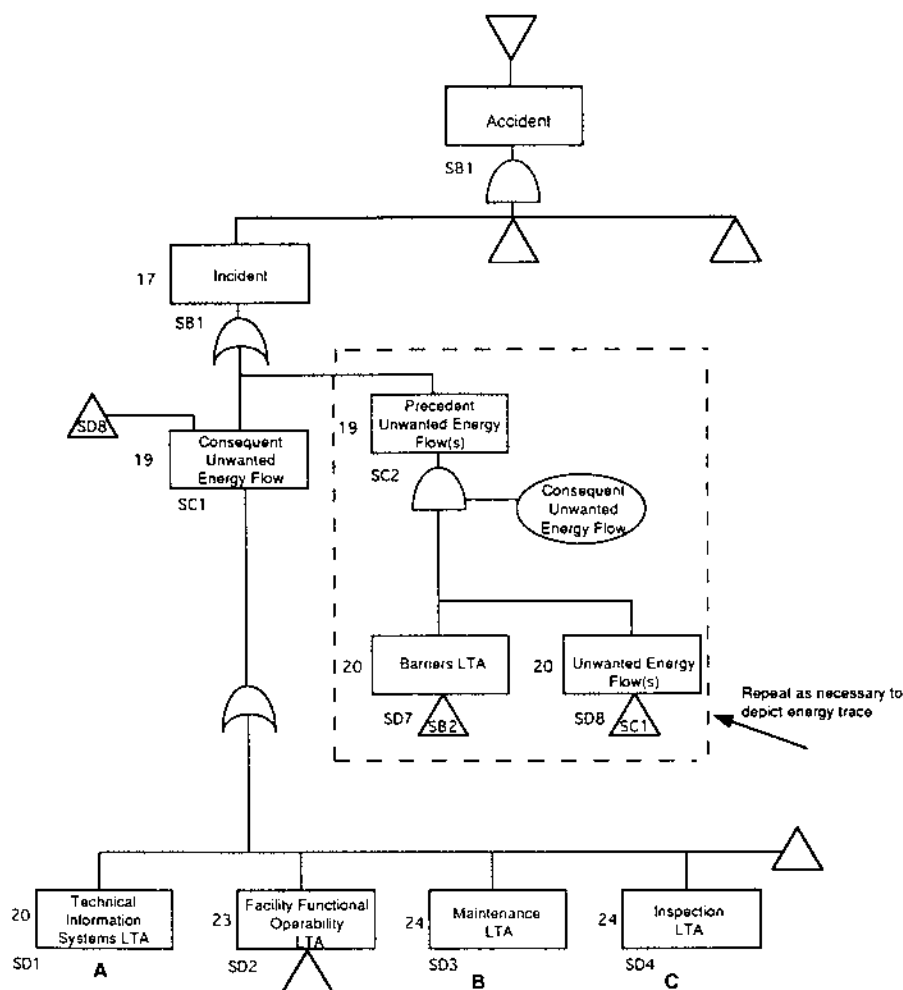 Accident
SB1
17
Incident
SB1
SD8
19
Consequent
Unwanted
Energy Flow
SC1
19
Precedent
Unwanted Energy
Flow(s)
SC2
Consequent
Unwanted
Energy Flow
20
Barriers LTA
SD7
SB2
20
Unwanted Energy
Flow(s)
SD8
SC1
Repeat as necessary to
depict energy trace
20
Technical
Information
Systems LTA
SD1
A
23
Facility Functional
Operability
LTA
SD2
24
Maintenance
LTA
SD3
B
24
Inspection
LTA
SD4
C